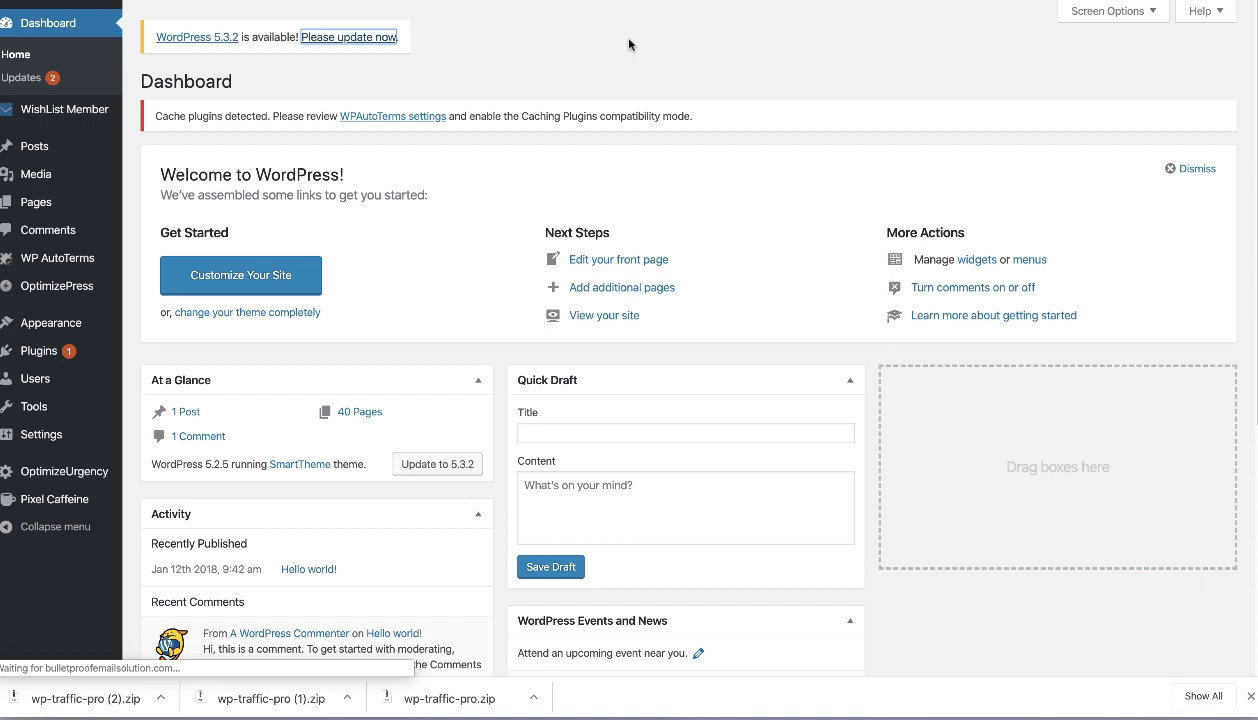 Dashboard
Home
Updates 2
WishList Member
Posts
Media
Pages
Comments
WP AutoTerms
OptimizePress
Appearance
Plugins 1
Users
Tools
Settings
OptimizeUrgency
Pixel Caffeine
Collapse menu
Screen Options
Help
WordPress 5.3.2 is available! Please update now.
Dashboard
Cache plugins detected. Please review WPAutoTerms settings and enable the Caching Plugins compatibility mode.
Welcome to WordPress!
Dismiss
We've assembled some links to get you started:
Get Started
Customize Your Site
or, change your theme completely
Next Steps
Edit your front page
Add additional pages
View your site
More Actions
Manage widgets or menus
Turn comments on or off
Learn more about getting started
At a Glance
1 Post
40 Pages
1 Comment
WordPress 5.2.5 running SmartTheme theme.
Update to 5.3.2
Activity
Recently Published
Jan 12th 2018, 9:42 am Hello world!
Recent Comments
From A WordPress Commenter on Hello world!
Hi, this is a comment. To get started with moderating,
the Comments
Quick Draft
Title
Content
What's on your mind?
Save Draft
WordPress Events and News
Attend an upcoming event near you.
Drag boxes here
Waiting for bulletproofemailsolution.com...
wp-traffic-pro (2).zip
wp-traffic-pro (1).zip
wp-traffic-pro.zip
Show All